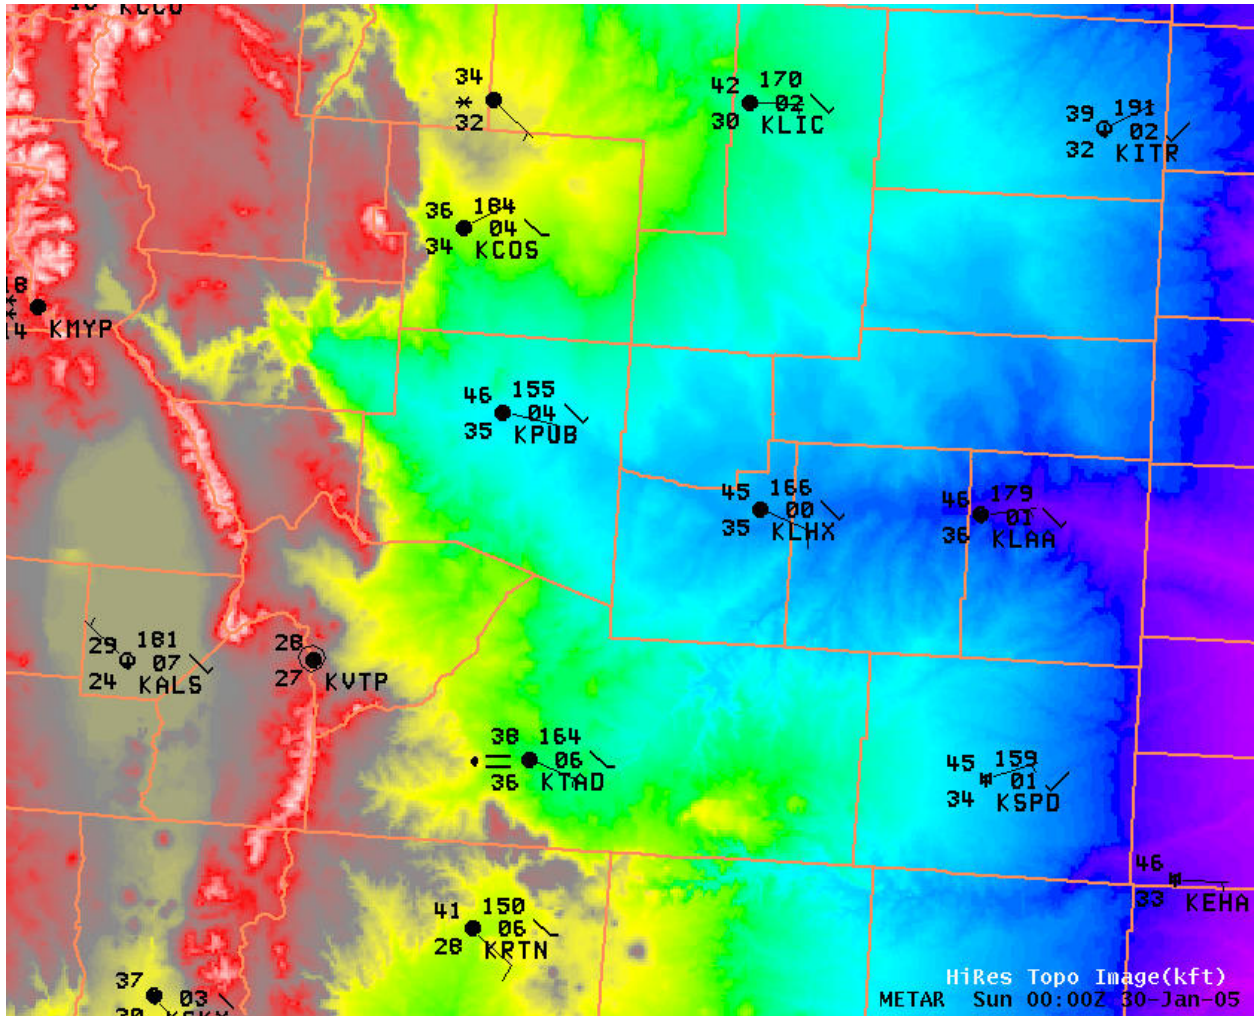 34
32
42 170
02
30 KLIC
39 191
02
32 KITR
36 184
04
34 KCOS
18
14 KMYP
46 155
04
35 KPUB
45 166
00
35 KLHX
46 179
01
36 KLAA
29 181
07
24 KALS
28
27 KVTP
38 164
06
36 KTAD
45 159
01
34 KSPD
46
33 KEHA
41 150
06
28 KRTN
37
03
HiRes Topo Image(kft)
METAR Sun 00:00Z 30-Jan-05